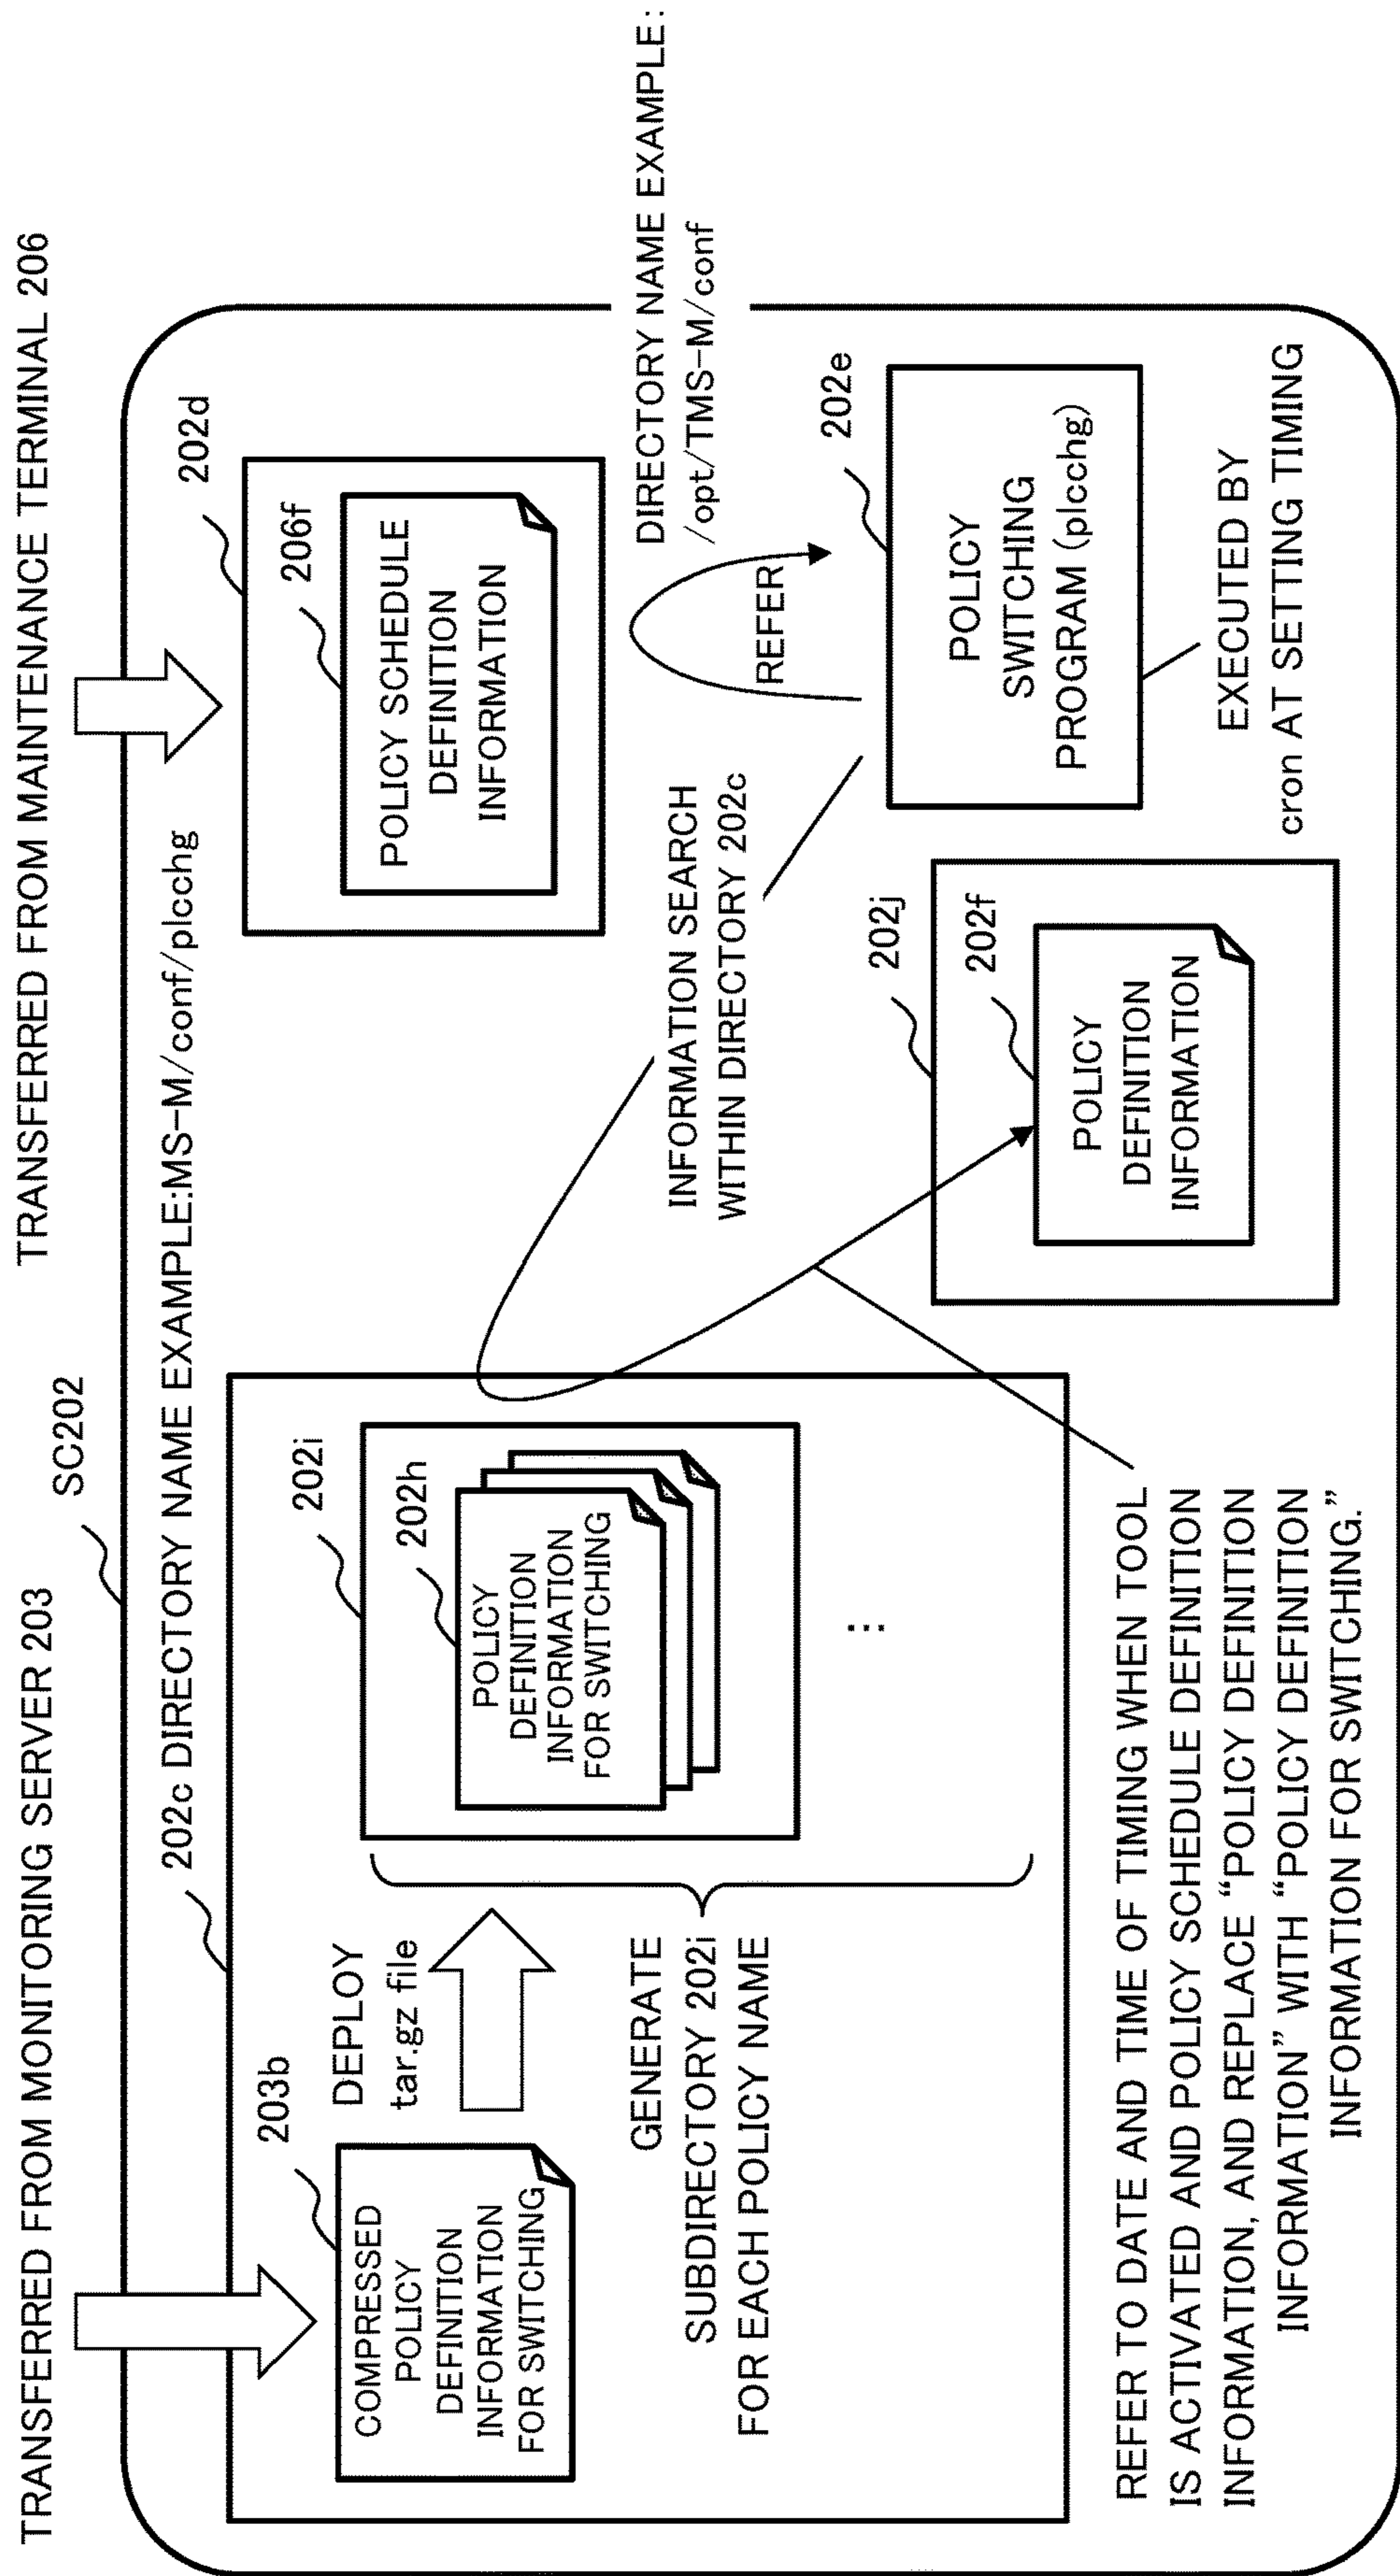 TRANSFERRED FROM MONITORING SERVER 203
TRANSFERRED FROM MAINTENANCE TERMINAL 206
SC202
202c DIRECTORY NAME EXAMPLE:MS-M/conf/plcchg
203b
COMPRESSED
POLICY
DEFINITION
INFORMATION
FOR SWITCHING
DEPLOY
tar.gz file
GENERATE
SUBDIRECTORY 202i
FOR EACH POLICY NAME
202i
202h
POLICY
DEFINITION
INFORMATION
FOR SWITCHING
...
202d
206f
POLICY SCHEDULE
DEFINITION
INFORMATION
DIRECTORY NAME EXAMPLE:
/opt/TMS-M/conf
REFER
INFORMATION SEARCH
WITHIN DIRECTORY 202c
202e
POLICY
SWITCHING
PROGRAM (plcchg)
EXECUTED BY
cron AT SETTING TIMING
202j
202f
POLICY
DEFINITION
INFORMATION
REFER TO DATE AND TIME OF TIMING WHEN TOOL
IS ACTIVATED AND POLICY SCHEDULE DEFINITION
INFORMATION, AND REPLACE “POLICY DEFINITION
INFORMATION” WITH “POLICY DEFINITION
INFORMATION FOR SWITCHING.”